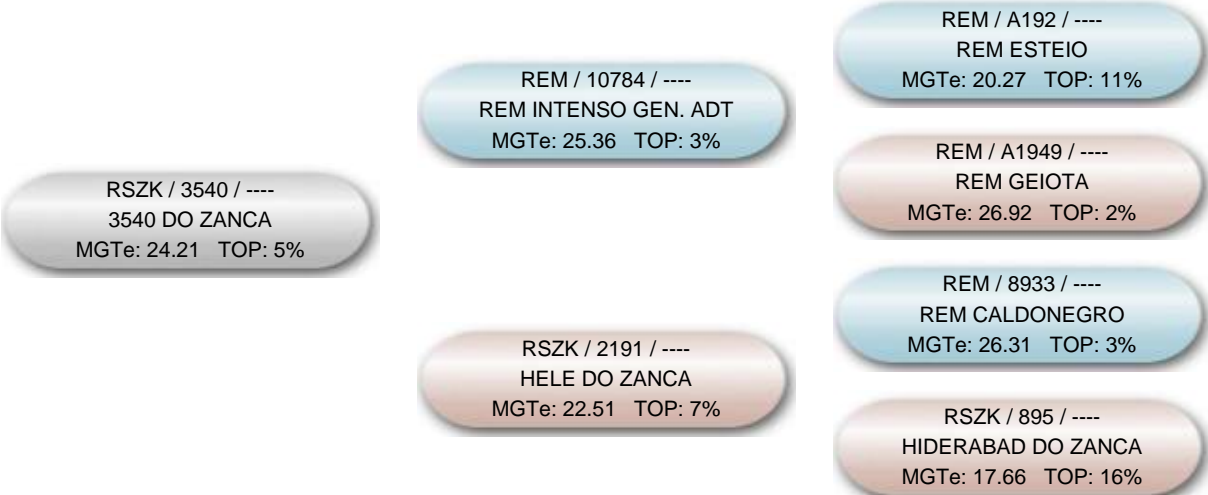 REM / A192 / ----
REM ESTEIO
MGTe: 20.27 TOP: 11%
REM / 10784 / ----
REM INTENSO GEN. ADT
MGTe: 25.36 TOP: 3%
REM / A1949 / ----
REM GEIOTA
MGTe: 26.92 TOP: 2%
RSZK / 3540 / ----
3540 DO ZANCA
MGTe: 24.21 TOP: 5%
REM / 8933 / ----
REM CALDONEGRO
MGTe: 26.31 TOP: 3%
RSZK / 2191 / ----
HELE DO ZANCA
MGTe: 22.51 TOP: 7%
RSZK / 895 / ----
HIDERABAD DO ZANCA
MGTe: 17.66 TOP: 16%